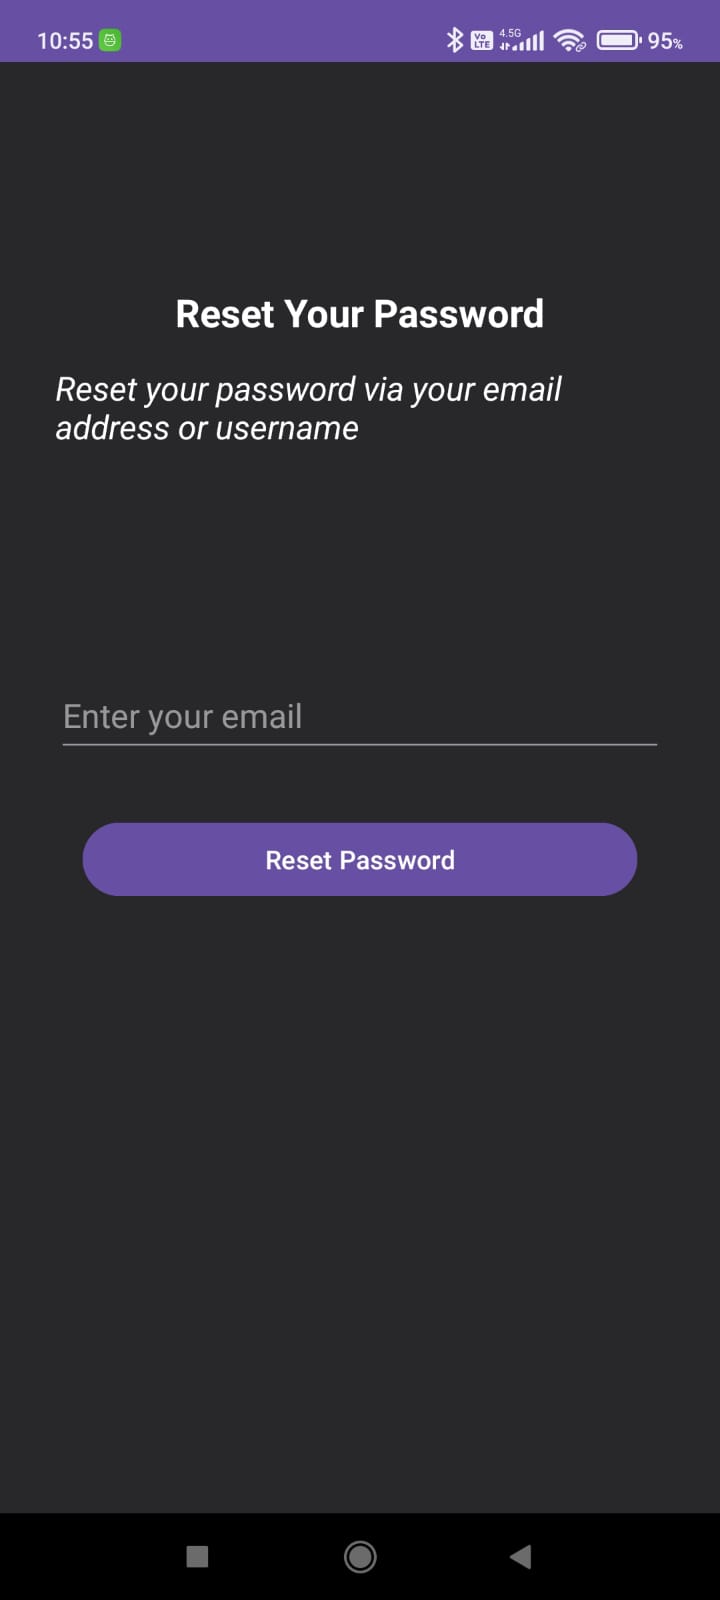 10:55
Vo LTE 4.5G 95%
Reset Your Password
Reset your password via your email
address or username
Enter your email
Reset Password